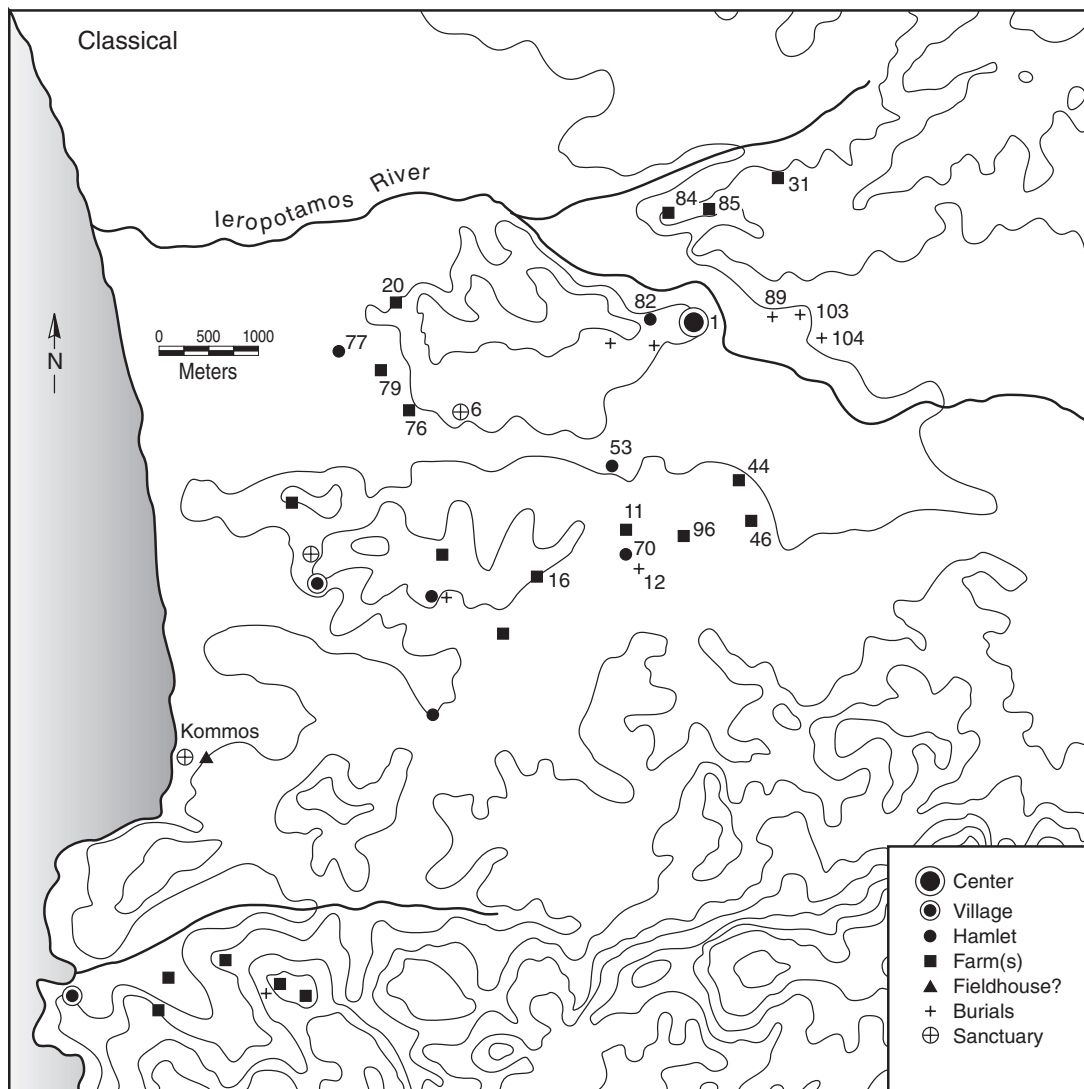 Classical
Ieropotamos River
31
84 85
20
82
89
1
103
104
N
0 500 1000
Meters
77
79
6
76
53
44
11
96
46
70
16
12
Kommos
Center
Village
Hamlet
Farm(s)
Fieldhouse?
Burials
Sanctuary